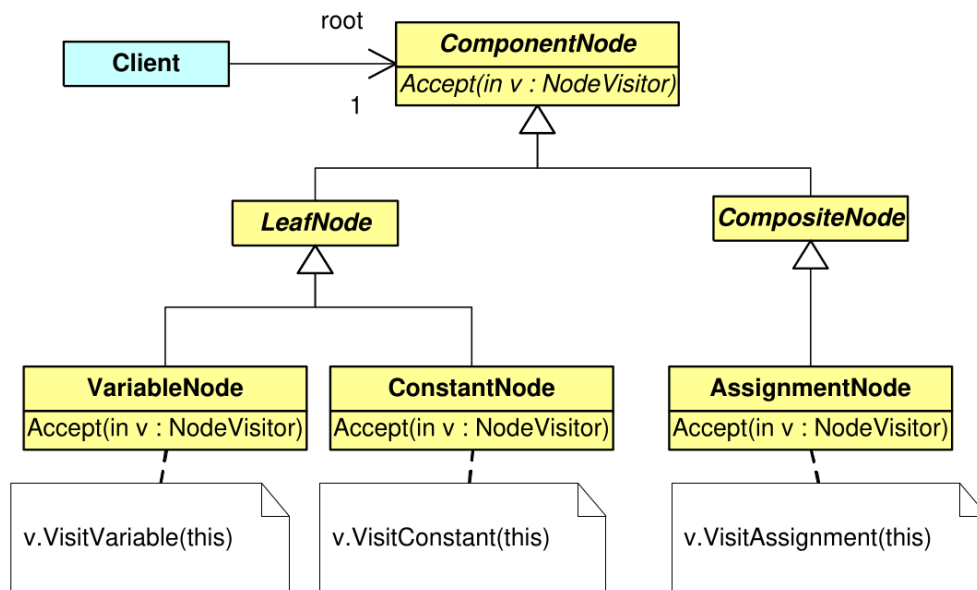 root
ComponentNode
Client
Accept(in v : NodeVisitor)
1
LeafNode
CompositeNode
VariableNode
Accept(in v : NodeVisitor)
ConstantNode
Accept(in v : NodeVisitor)
AssignmentNode
Accept(in v : NodeVisitor)
v.VisitVariable(this)
v.VisitConstant(this)
v.VisitAssignment(this)